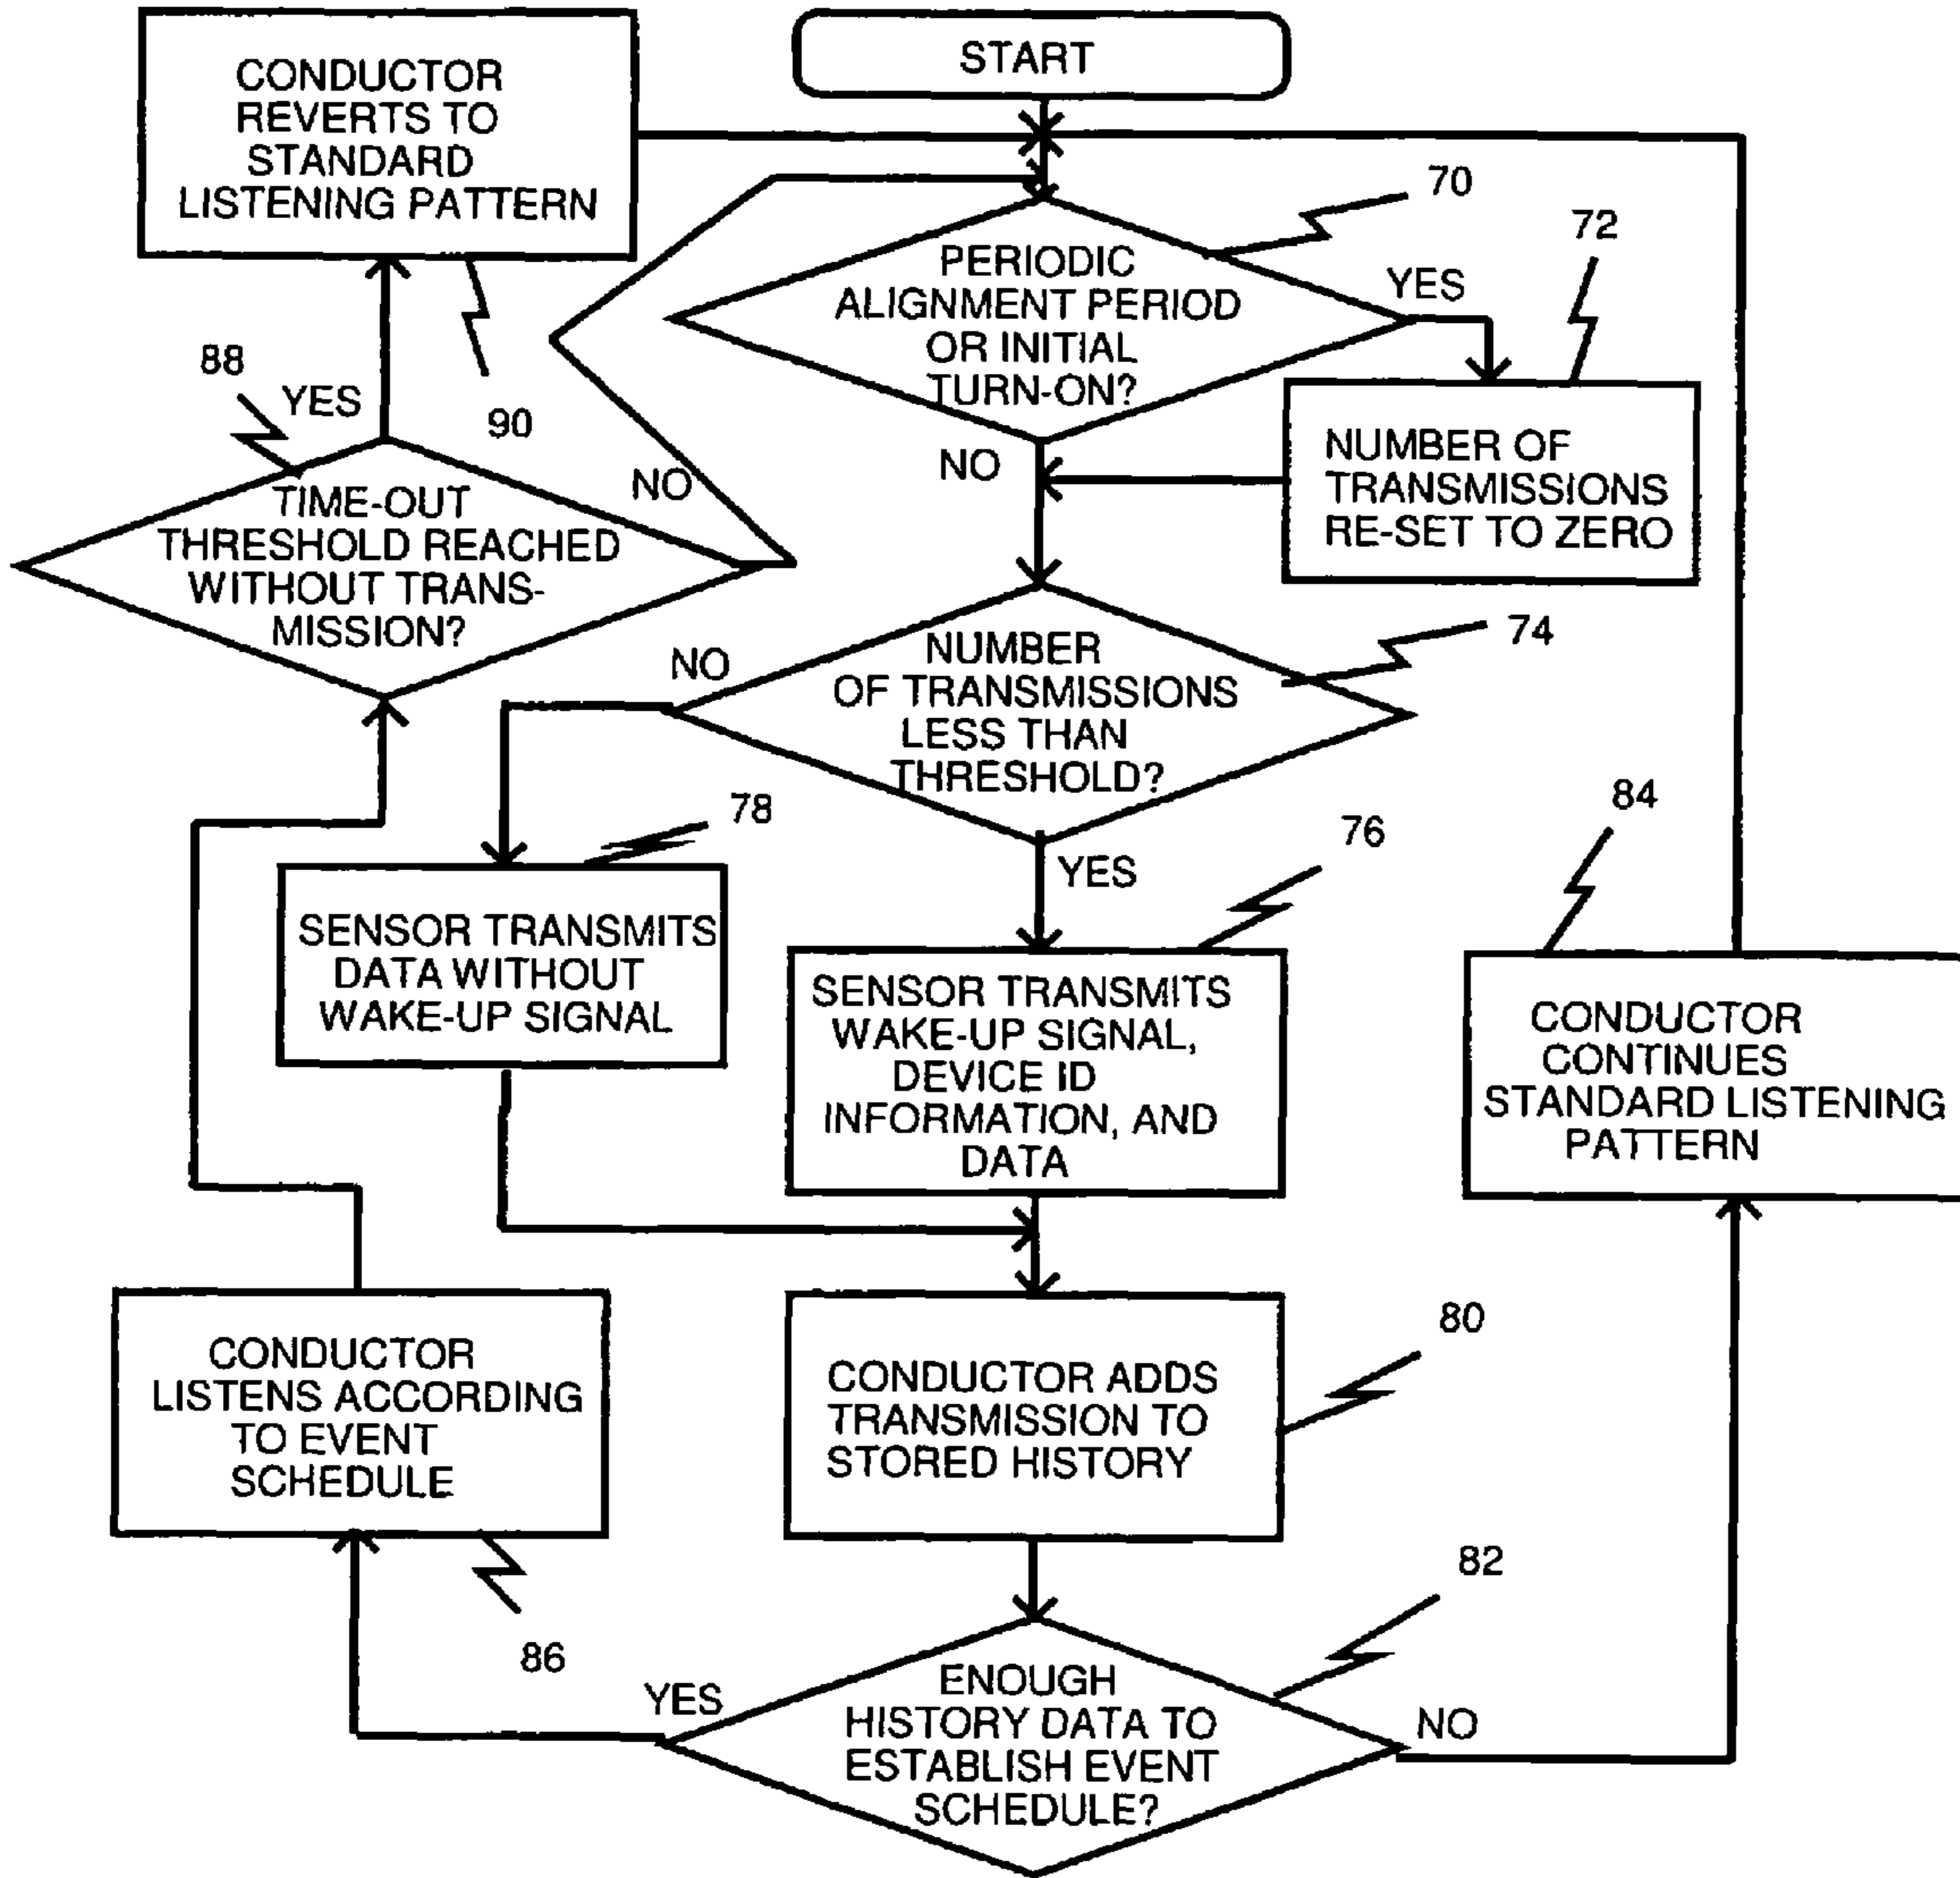 START
CONDUCTOR
REVERTS TO
STANDARD
LISTENING PATTERN
70
72
PERIODIC
ALIGNMENT PERIOD
OR INITIAL
TURN-ON?
YES
88
YES
90
NO
NO
NUMBER OF
TRANSMISSIONS
RE-SET TO ZERO
TIME-OUT
THRESHOLD REACHED
WITHOUT TRANS-
MISSION?
74
NO
NUMBER
OF TRANSMISSIONS
LESS THAN
THRESHOLD?
78
76
84
YES
SENSOR TRANSMITS
DATA WITHOUT
WAKE-UP SIGNAL
SENSOR TRANSMITS
WAKE-UP SIGNAL,
DEVICE ID
INFORMATION, AND
DATA
CONDUCTOR
CONTINUES
STANDARD LISTENING
PATTERN
80
CONDUCTOR
LISTENS ACCORDING
TO EVENT
SCHEDULE
CONDUCTOR ADDS
TRANSMISSION TO
STORED HISTORY
82
86
YES
ENOUGH
HISTORY DATA TO
ESTABLISH EVENT
SCHEDULE?
NO